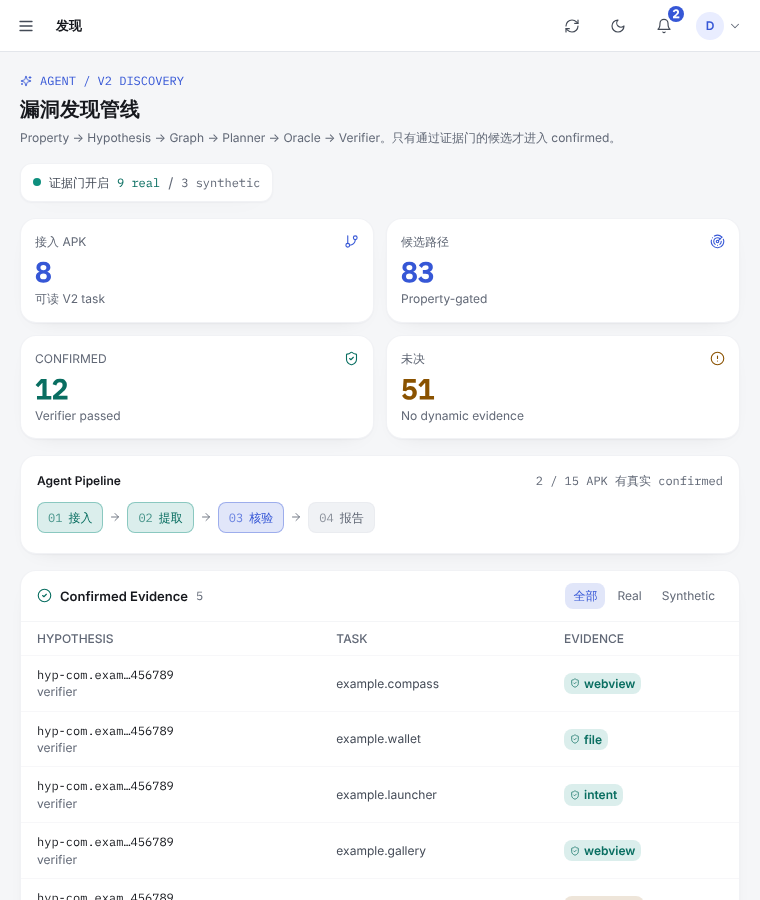 发现
2
D
AGENT / V2 DISCOVERY
漏洞发现管线
Property → Hypothesis → Graph → Planner → Oracle → Verifier。只有通过证据门的候选才进入 confirmed。
证据门开启 9 real / 3 synthetic
接入 APK
8
可读 V2 task
候选路径
83
Property-gated
CONFIRMED
12
Verifier passed
未决
51
No dynamic evidence
Agent Pipeline
2 / 15 APK 有真实 confirmed
01 接入 → 02 提取 → 03 核验 → 04 报告
Confirmed Evidence 5
全部 Real Synthetic
HYPOTHESIS TASK EVIDENCE
hyp-com.exam…456789
verifier
example.compass
webview
hyp-com.exam…456789
verifier
example.wallet
file
hyp-com.exam…456789
verifier
example.launcher
intent
hyp-com.exam…456789
verifier
example.gallery
webview
hyp-com.exam…456789